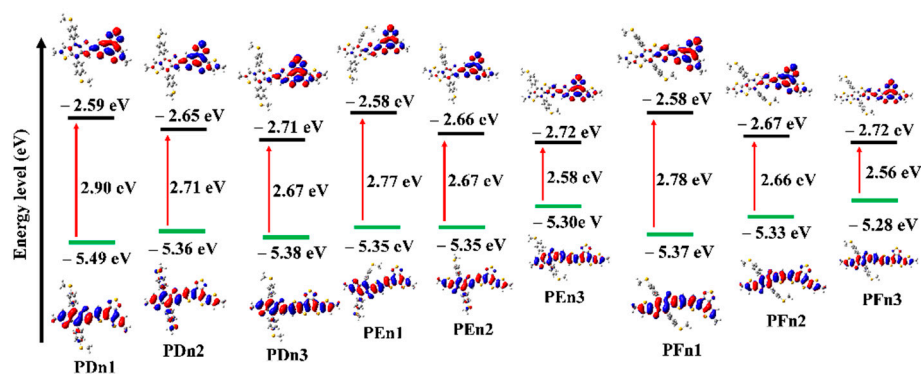 Energy level (eV)
− 2.59 eV
2.90 eV
− 5.49 eV
PDn1
− 2.65 eV
2.71 eV
− 5.36 eV
PDn2
− 2.71 eV
2.67 eV
− 5.38 eV
PDn3
− 2.58 eV
2.77 eV
− 5.35 eV
PEn1
− 2.66 eV
2.67 eV
− 5.35 eV
PEn2
− 2.72 eV
2.58 eV
− 5.30e V
PEn3
− 2.58 eV
2.78 eV
− 5.37 eV
PFn1
− 2.67 eV
2.66 eV
− 5.33 eV
PFn2
− 2.72 eV
2.56 eV
− 5.28 eV
PFn3